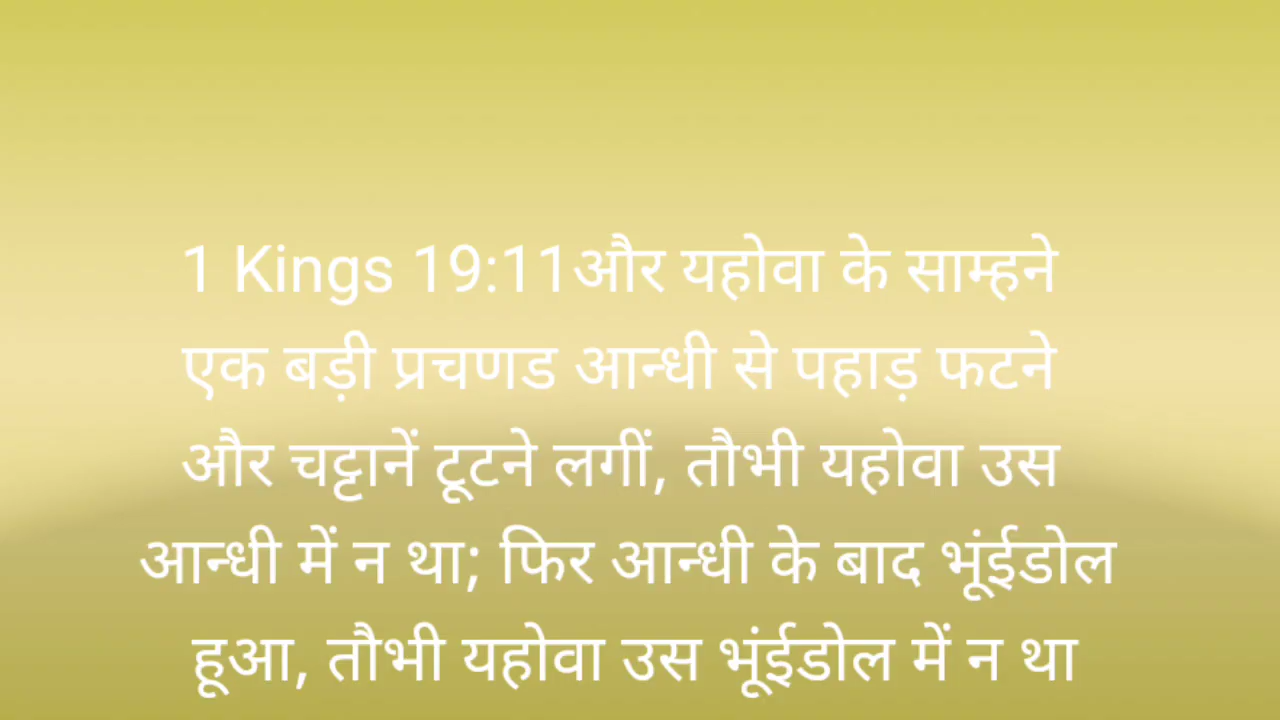 1 Kings 19:11और यहोवा के साम्हने
एक बड़ी प्रचणड आन्धी से पहाड़ फटने
और चट्टानें टूटने लगीं, तौभी यहोवा उस
आन्धी में न था; फिर आन्धी के बाद भूंईडोल
हूआ, तौभी यहोवा उस भूंईडोल में न था